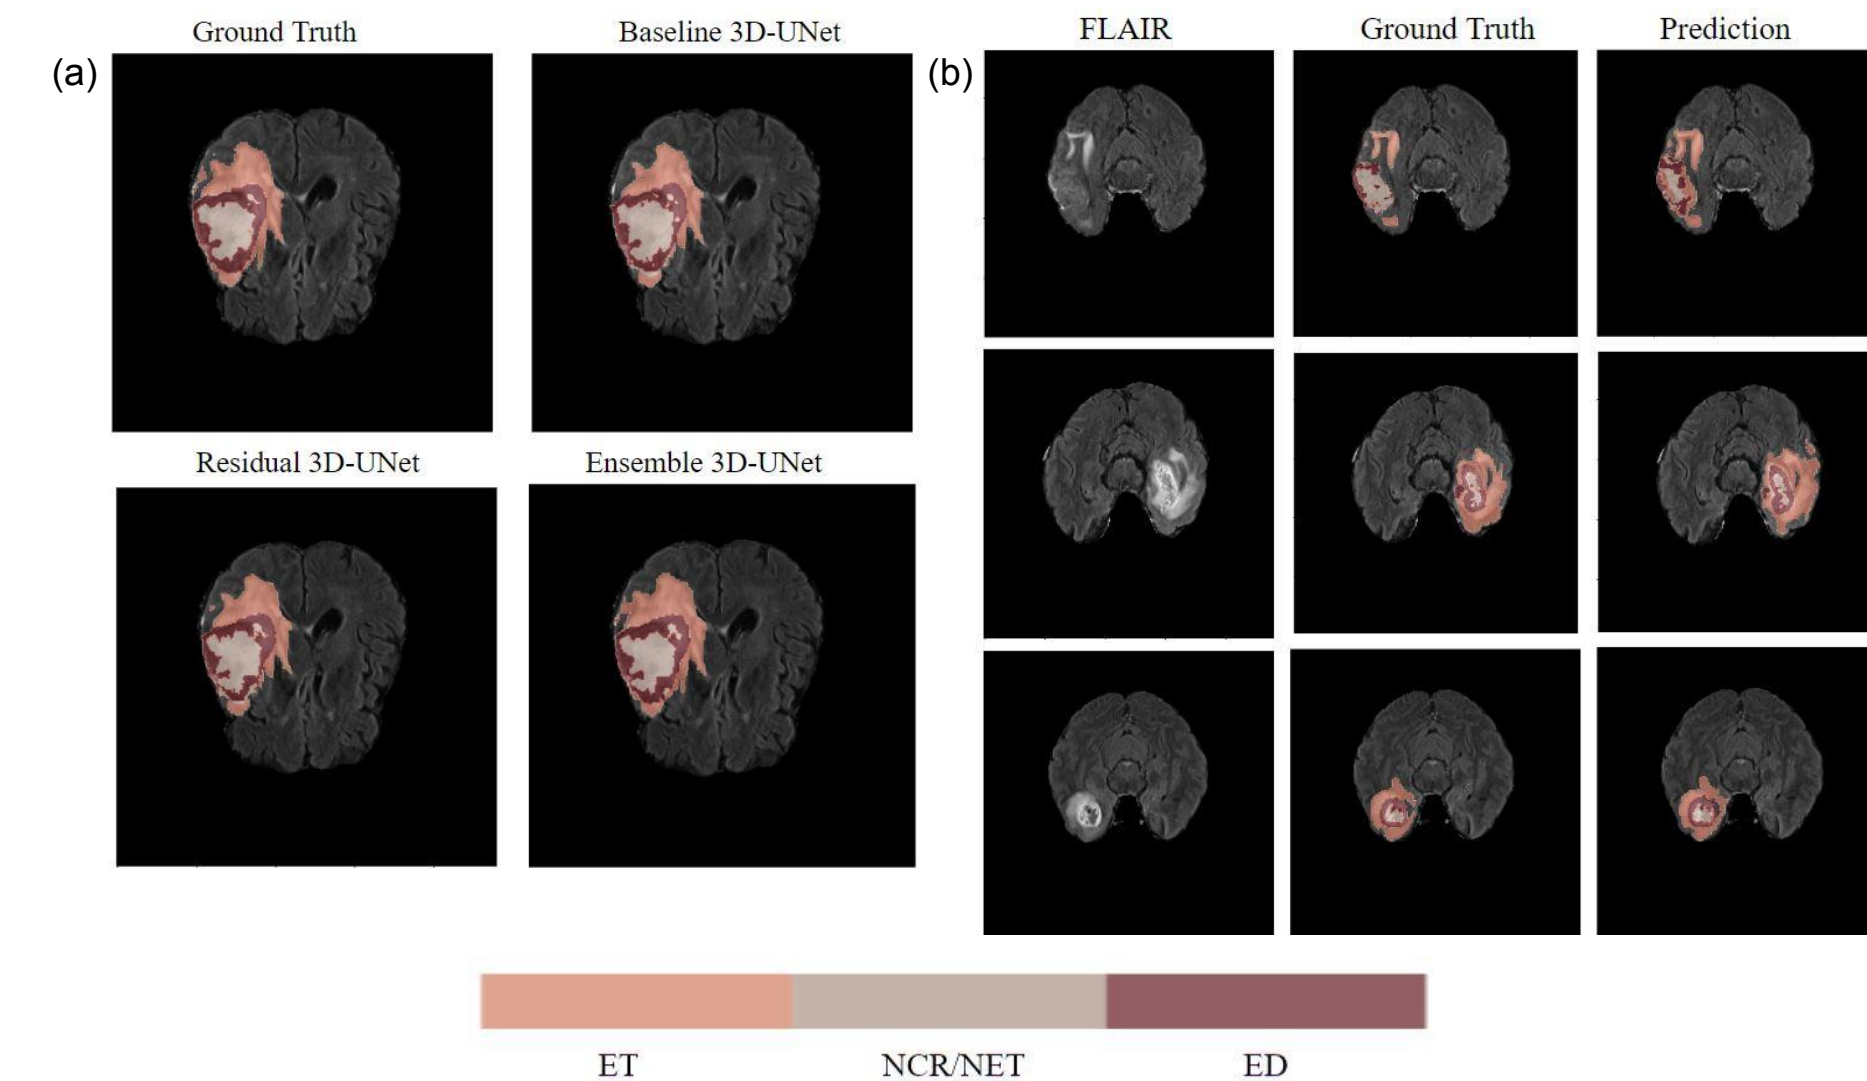 (a)
Ground Truth
Baseline 3D-UNet
Residual 3D-UNet
Ensemble 3D-UNet
(b)
FLAIR
Ground Truth
Prediction
ET
NCR/NET
ED